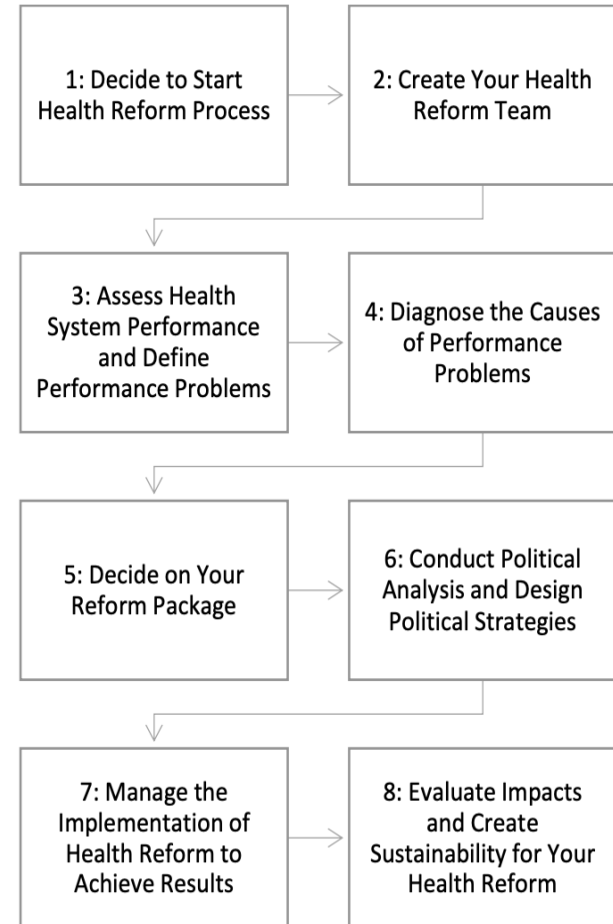 1: Decide to Start
Health Reform Process
2: Create Your Health
Reform Team
3: Assess Health
System Performance
and Define
Performance Problems
4: Diagnose the Causes
of Performance
Problems
5: Decide on Your
Reform Package
6: Conduct Political
Analysis and Design
Political Strategies
7: Manage the
Implementation of
Health Reform to
Achieve Results
8: Evaluate Impacts
and Create
Sustainability for Your
Health Reform